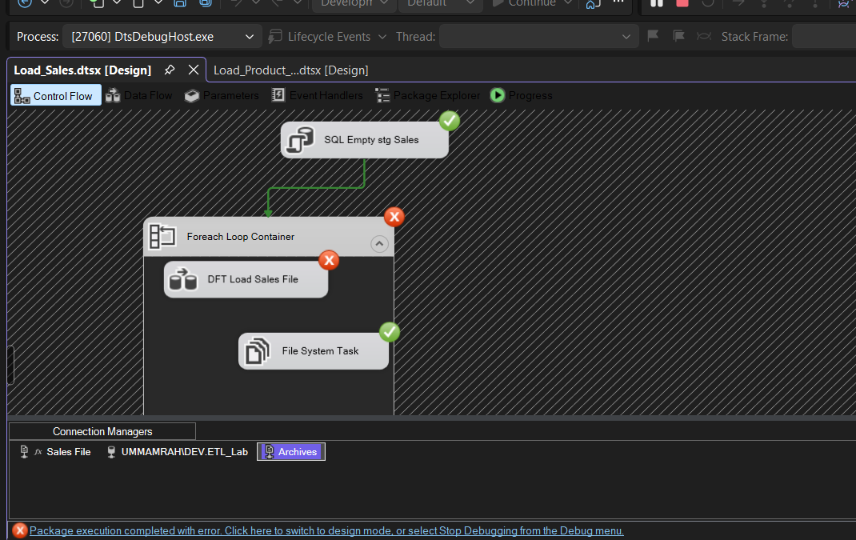 Developm Default Continue
Process: [27060] DtsDebugHost.exe Lifecycle Events Thread: Stack Frame:
Load_Sales.dtsx [Design] Load_Product_...dtsx [Design]
Control Flow Data Flow Parameters Event Handlers Package Explorer Progress
SQL Empty stg Sales
Foreach Loop Container
DFT Load Sales File
File System Task
Connection Managers
fx Sales File UMMAMRAH\DEV.ETL_Lab Archives
Package execution completed with error. Click here to switch to design mode, or select Stop Debugging from the Debug menu.